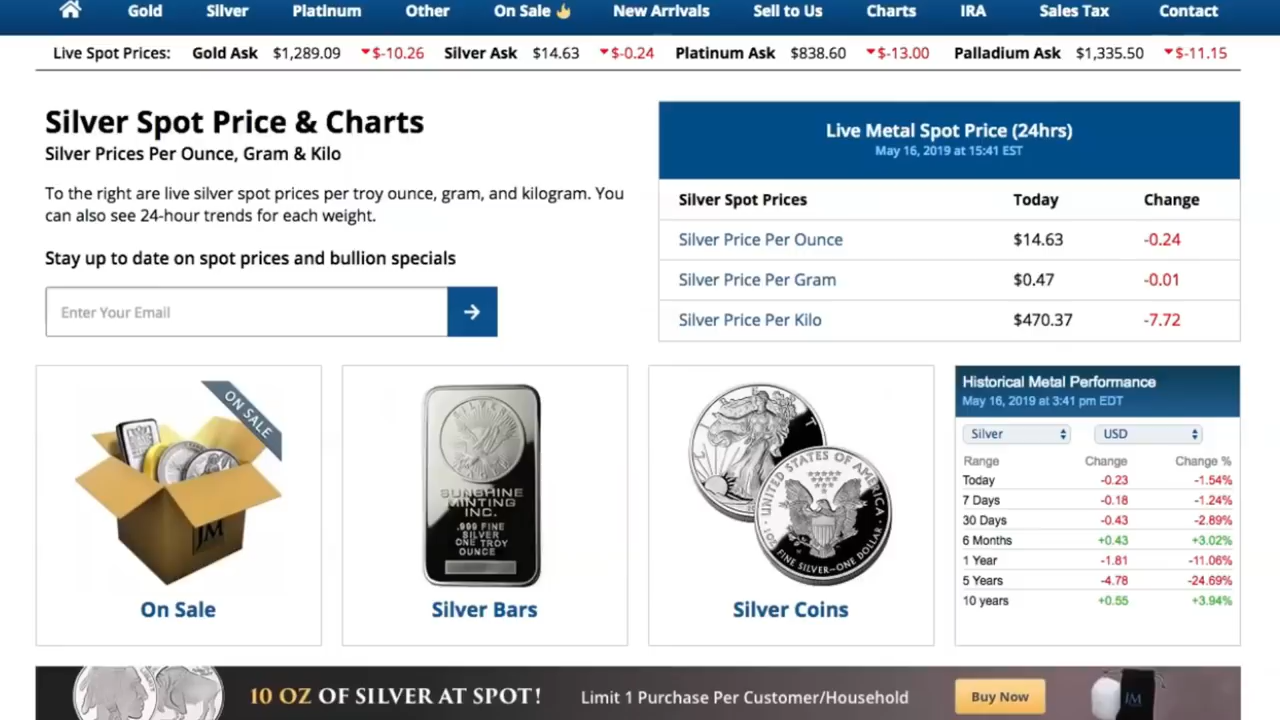 Gold Silver Platinum Other On Sale New Arrivals Sell to Us Charts IRA Sales Tax Contact
Live Spot Prices: Gold Ask $1,289.09 $-10.26 Silver Ask $14.63 $-0.24 Platinum Ask $838.60 $-13.00 Palladium Ask $1,335.50 $-11.15
Silver Spot Price & Charts
Silver Prices Per Ounce, Gram & Kilo
To the right are live silver spot prices per troy ounce, gram, and kilogram. You
can also see 24-hour trends for each weight.
Stay up to date on spot prices and bullion specials
Enter Your Email
Live Metal Spot Price (24hrs)
May 16, 2019 at 15:41 EST
Silver Spot Prices Today Change
Silver Price Per Ounce $14.63 -0.24
Silver Price Per Gram $0.47 -0.01
Silver Price Per Kilo $470.37 -7.72
ON SALE
JM
On Sale
SILVER
SUNSHINE
MINTING
INC.
.999 FINE
SILVER
ONE TROY
OUNCE
Silver Bars
UNITED STATES OF AMERICA
1 OZ. FINE SILVER~ONE DOLLAR
Silver Coins
Historical Metal Performance
May 16, 2019 at 3:41 pm EDT
Silver USD
Range Change Change %
Today -0.23 -1.54%
7 Days -0.18 -1.24%
30 Days -0.43 -2.89%
6 Months +0.43 +3.02%
1 Year -1.81 -11.06%
5 Years -4.78 -24.69%
10 years +0.55 +3.94%
10 OZ OF SILVER AT SPOT! Limit 1 Purchase Per Customer/Household Buy Now
JM